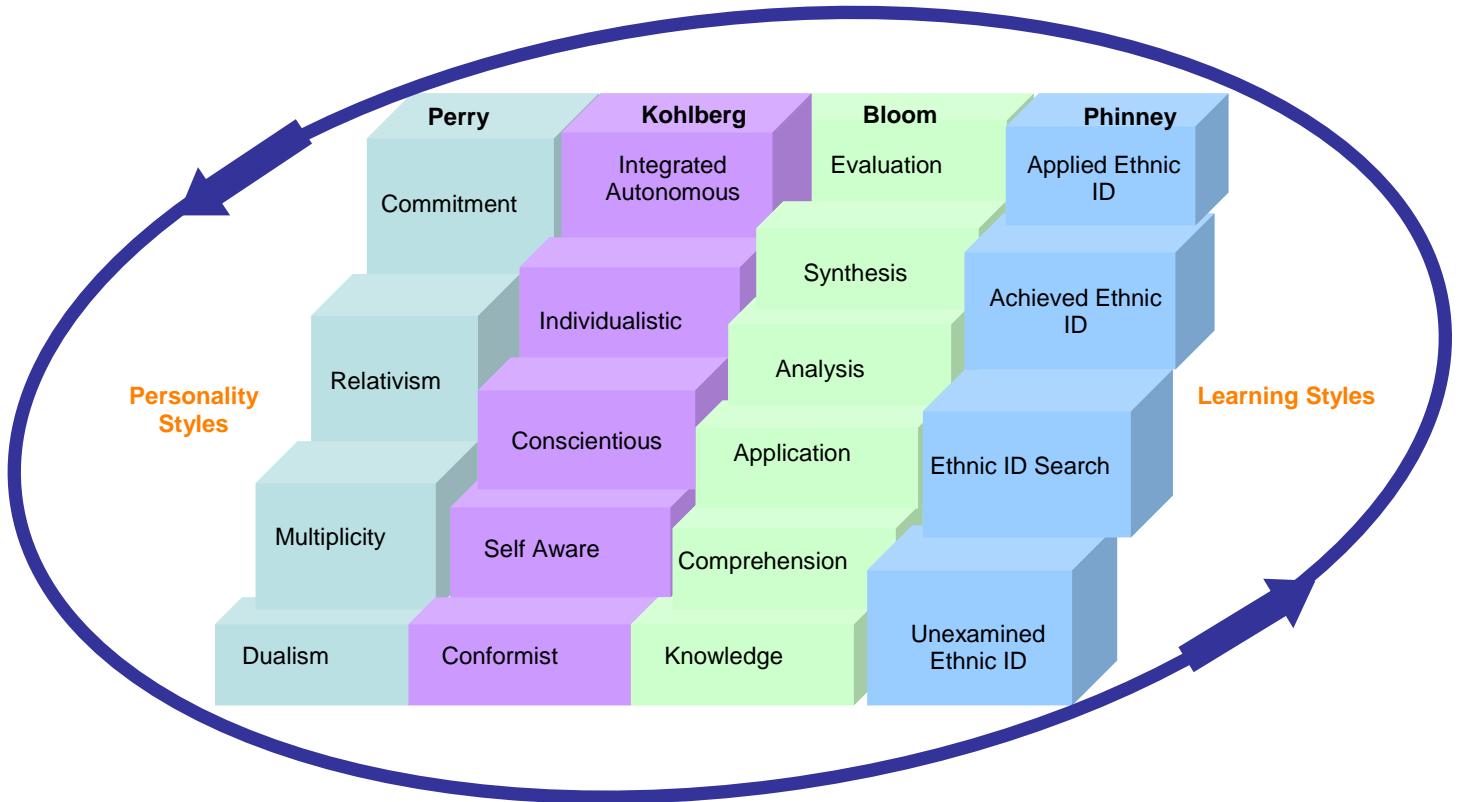 Perry
Kohlberg
Bloom
Phinney
Commitment
Integrated
Autonomous
Evaluation
Applied Ethnic
ID
Relativism
Individualistic
Synthesis
Achieved Ethnic
ID
Personality
Styles
Conscientious
Analysis
Learning Styles
Application
Ethnic ID Search
Multiplicity
Self Aware
Comprehension
Dualism
Conformist
Knowledge
Unexamined
Ethnic ID